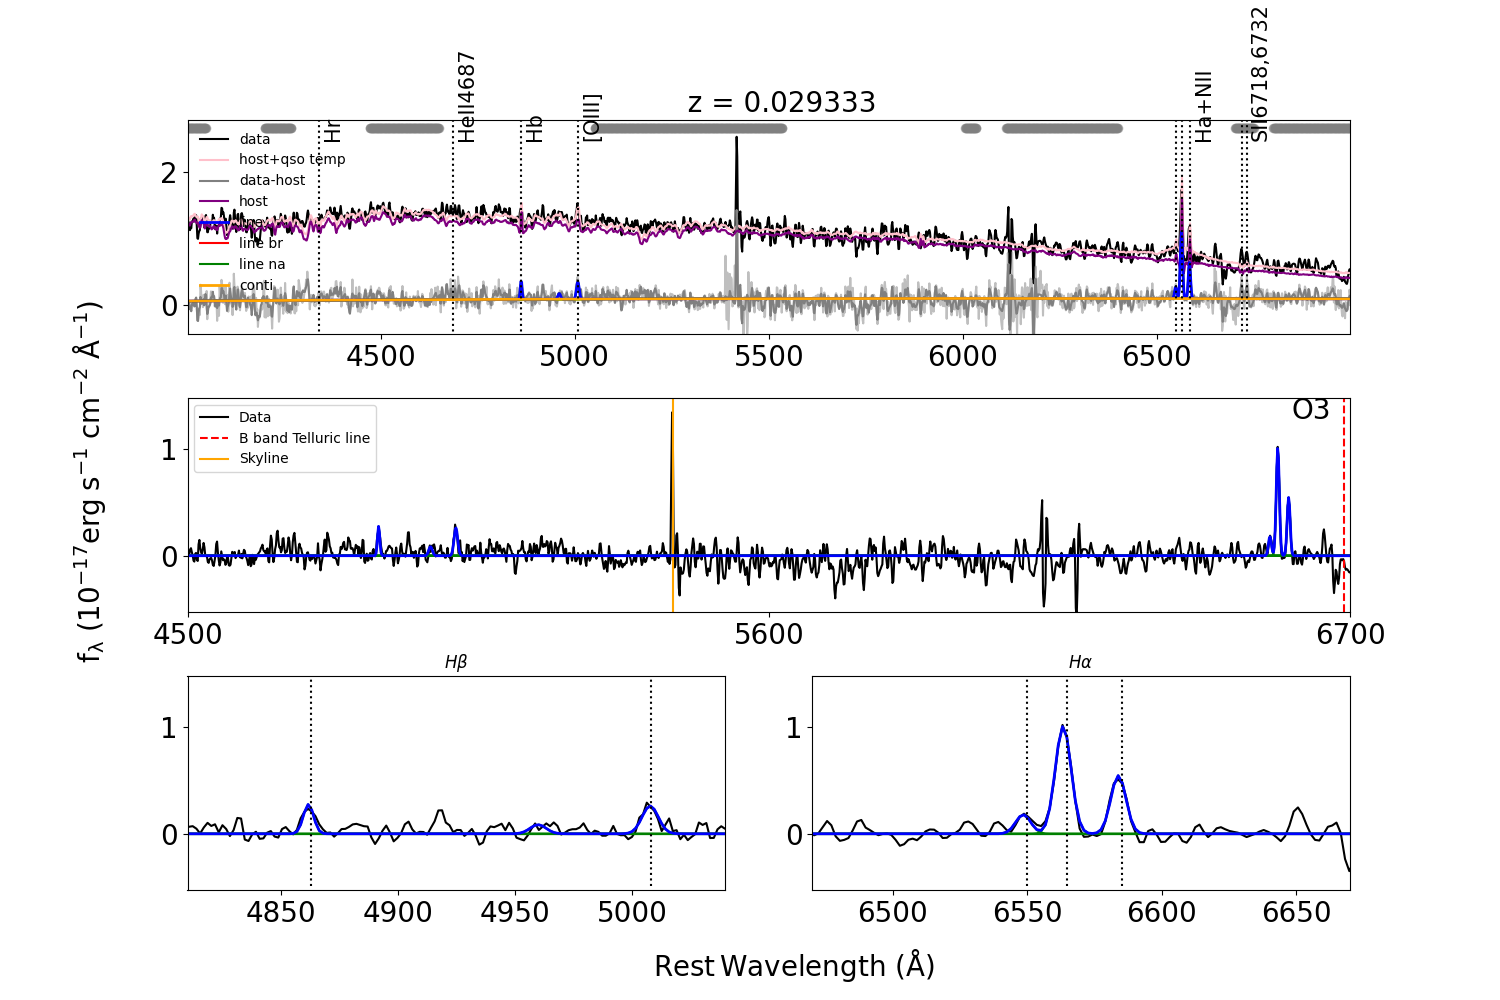 z = 0.029333
Hr
HeII4687
Hb
[OIII]
Ha+NII
SII6718,6732
data
host+qso temp
data-host
host
line
line br
line na
conti
2
0
4500 5000 5500 6000 6500
f_λ (10^−17 erg s^−1 cm^−2 Å^−1)
Data
B band Telluric line
Skyline
O3
1
0
4500 5600 6700
Hβ
1
0
4850 4900 4950 5000
Hα
1
0
6500 6550 6600 6650
Rest Wavelength (Å)